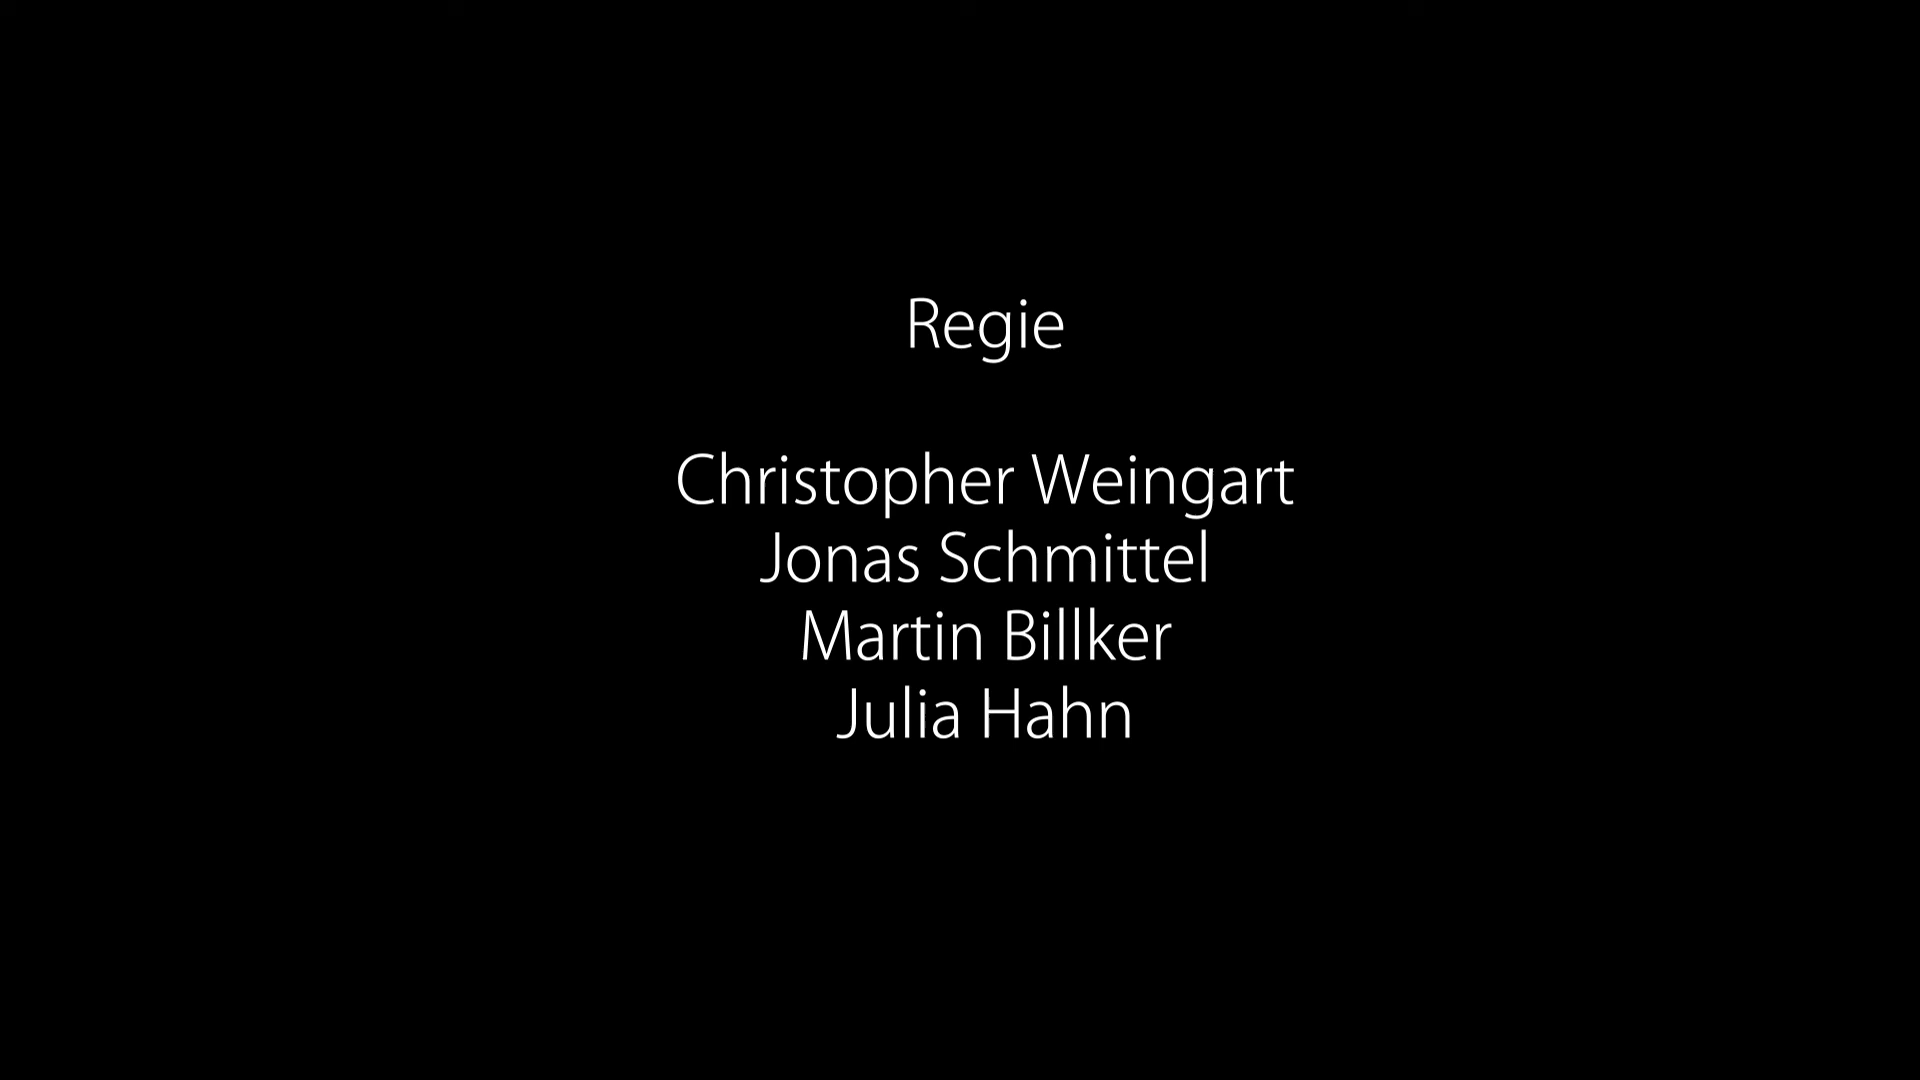 Regie
Christopher Weingart
Jonas Schmittel
Martin Billker
Julia Hahn